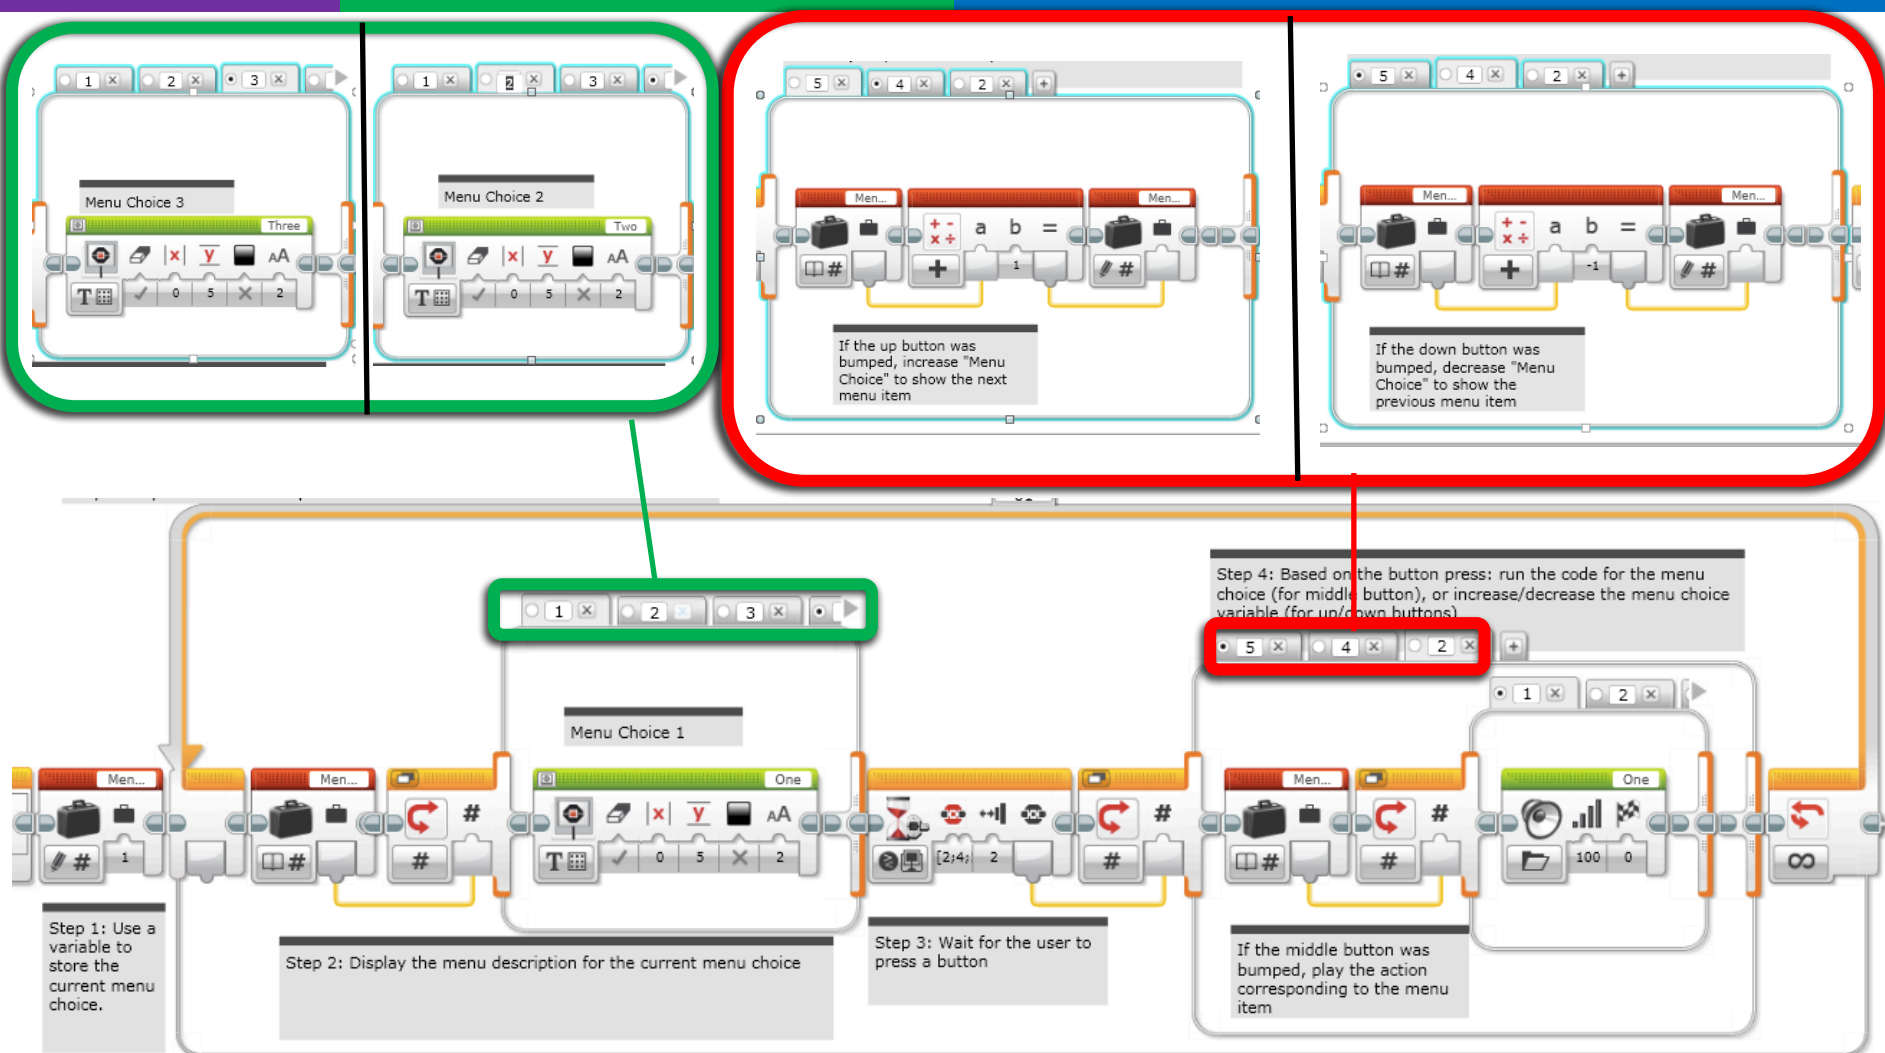 1 2 3
1 2 3
5 4 2 +
5 4 2 +
Menu Choice 3
Three
T 0 5 2
Menu Choice 2
Two
T 0 5 2
Men... Men...
a b =
# + 1 #
If the up button was
bumped, increase "Menu
Choice" to show the next
menu item
Men... Men...
a b =
# + -1 #
If the down button was
bumped, decrease "Menu
Choice" to show the
previous menu item
Step 4: Based on the button press: run the code for the menu
choice (for middle button), or increase/decrease the menu choice
variable (for up/down buttons)
1 2 3
5 4 2 +
1 2
Menu Choice 1
Men... Men... One Men... One
# x y AA # #
# 1 # # T 0 5 2 [2;4; 2 # # # 100 0 ∞
Step 1: Use a
variable to
store the
current menu
choice.
Step 2: Display the menu description for the current menu choice
Step 3: Wait for the user to
press a button
If the middle button was
bumped, play the action
corresponding to the menu
item